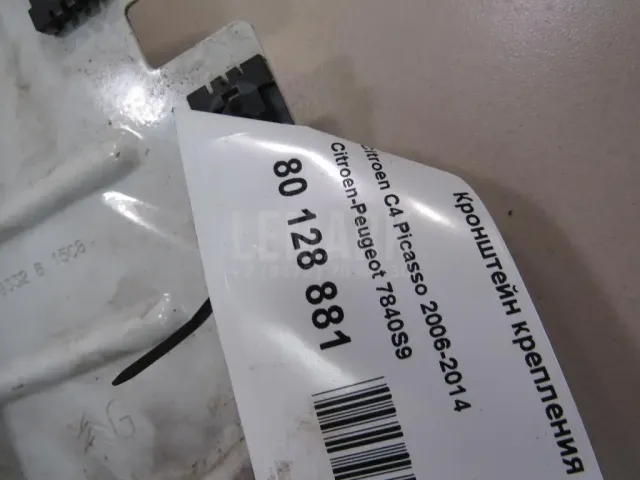 Кронштейн крепления
Citroen C4 Picasso 2006-2014
Citroen-Peugeot 7840S9
80 128 881